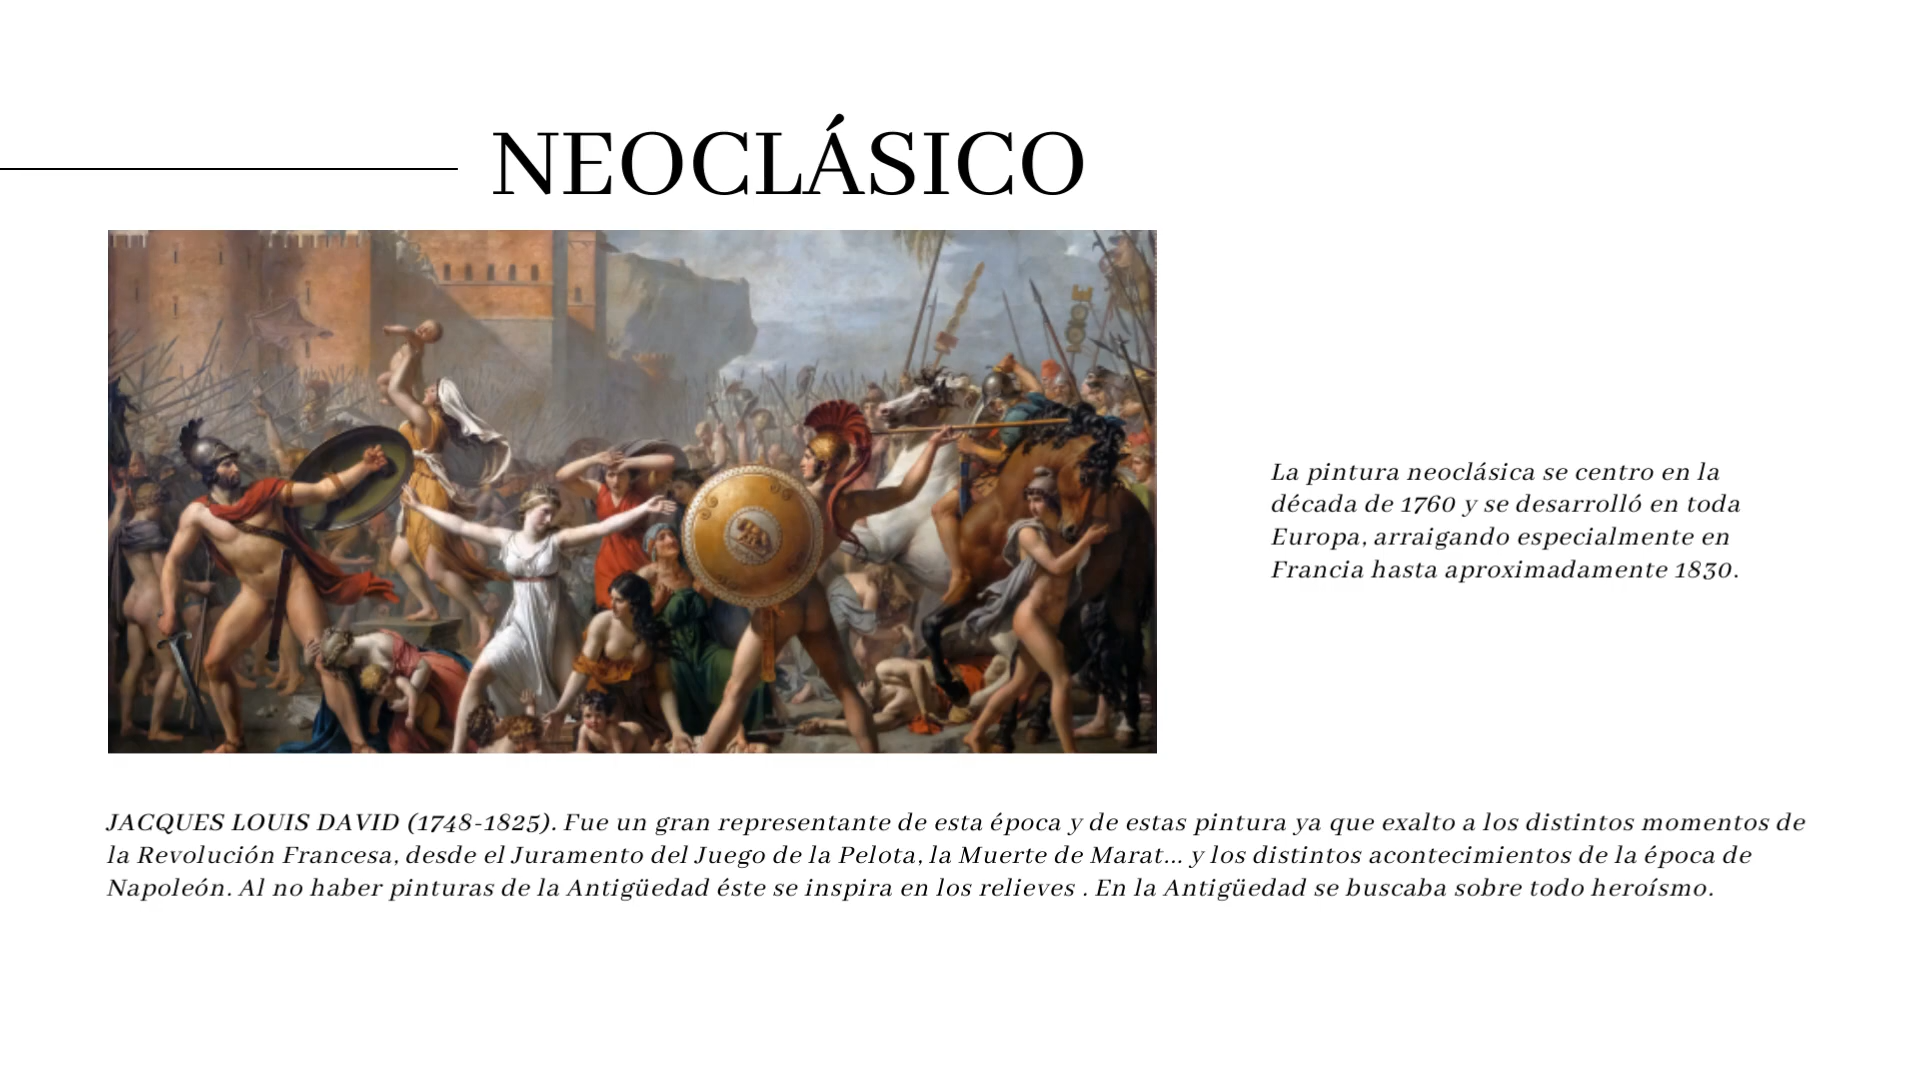 NEOCLÁSICO
La pintura neoclásica se centro en la
década de 1760 y se desarrolló en toda
Europa, arraigando especialmente en
Francia hasta aproximadamente 1830.
JACQUES LOUIS DAVID (1748-1825). Fue un gran representante de esta época y de estas pintura ya que exalto a los distintos momentos de
la Revolución Francesa, desde el Juramento del Juego de la Pelota, la Muerte de Marat... y los distintos acontecimientos de la época de
Napoleón. Al no haber pinturas de la Antigüedad éste se inspira en los relieves . En la Antigüedad se buscaba sobre todo heroísmo.